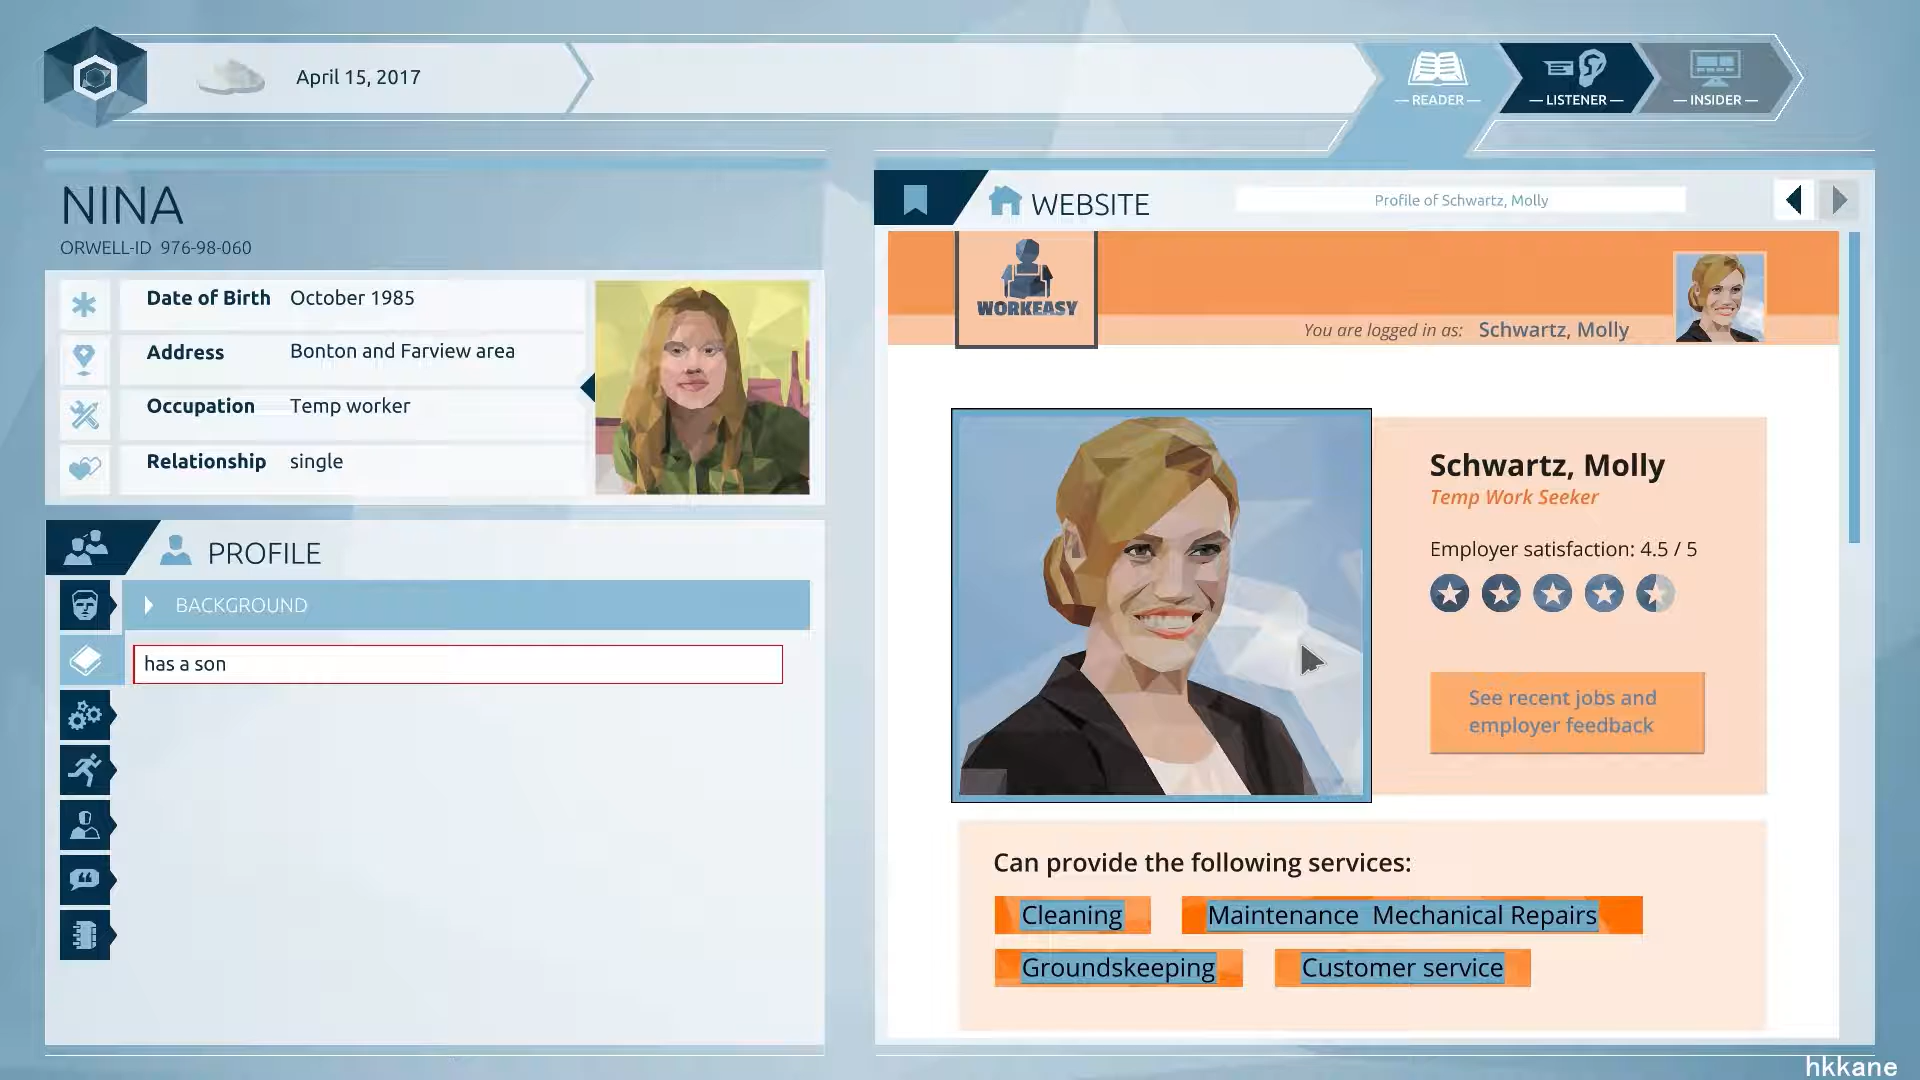 April 15, 2017
READER
LISTENER
INSIDER
NINA
ORWELL-ID 976-98-060
Date of Birth October 1985
Address Bonton and Farview area
Occupation Temp worker
Relationship single
PROFILE
BACKGROUND
has a son
WEBSITE
Profile of Schwartz, Molly
WORKEASY
You are logged in as: Schwartz, Molly
Schwartz, Molly
Temp Work Seeker
Employer satisfaction: 4.5 / 5
See recent jobs and
employer feedback
Can provide the following services:
Cleaning Maintenance Mechanical Repairs
Groundskeeping Customer service
hkkane